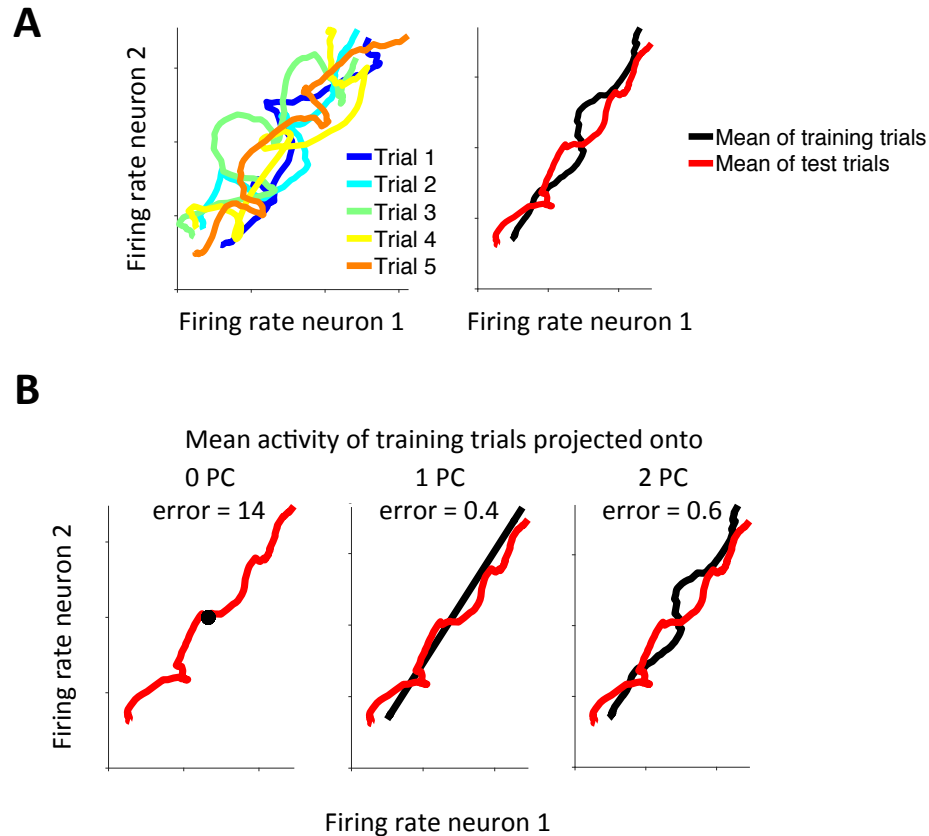 A
Firing rate neuron 2
Trial 1
Trial 2
Trial 3
Trial 4
Trial 5
Firing rate neuron 1
Mean of training trials
Mean of test trials
Firing rate neuron 1
B
Mean activity of training trials projected onto
0 PC
error = 14
1 PC
error = 0.4
2 PC
error = 0.6
Firing rate neuron 2
Firing rate neuron 1